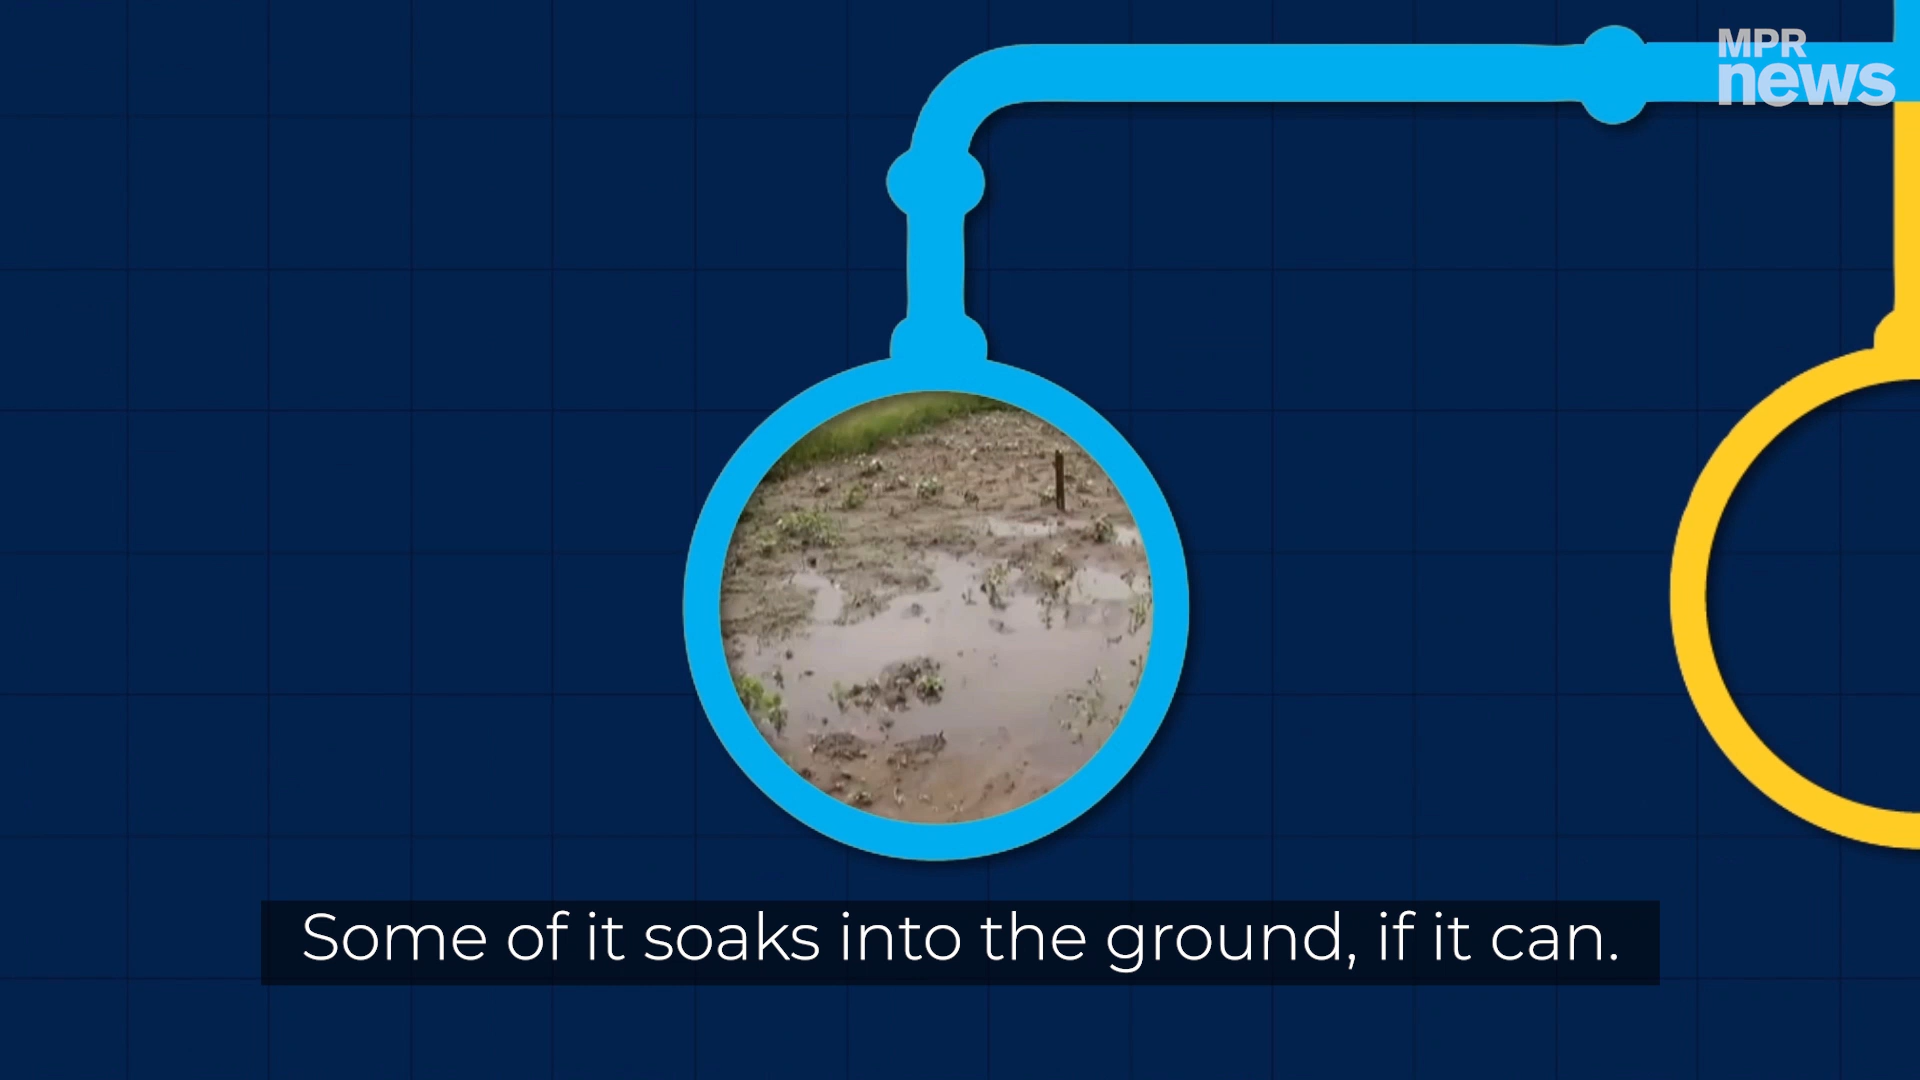 MPR
news
Some of it soaks into the ground, if it can.